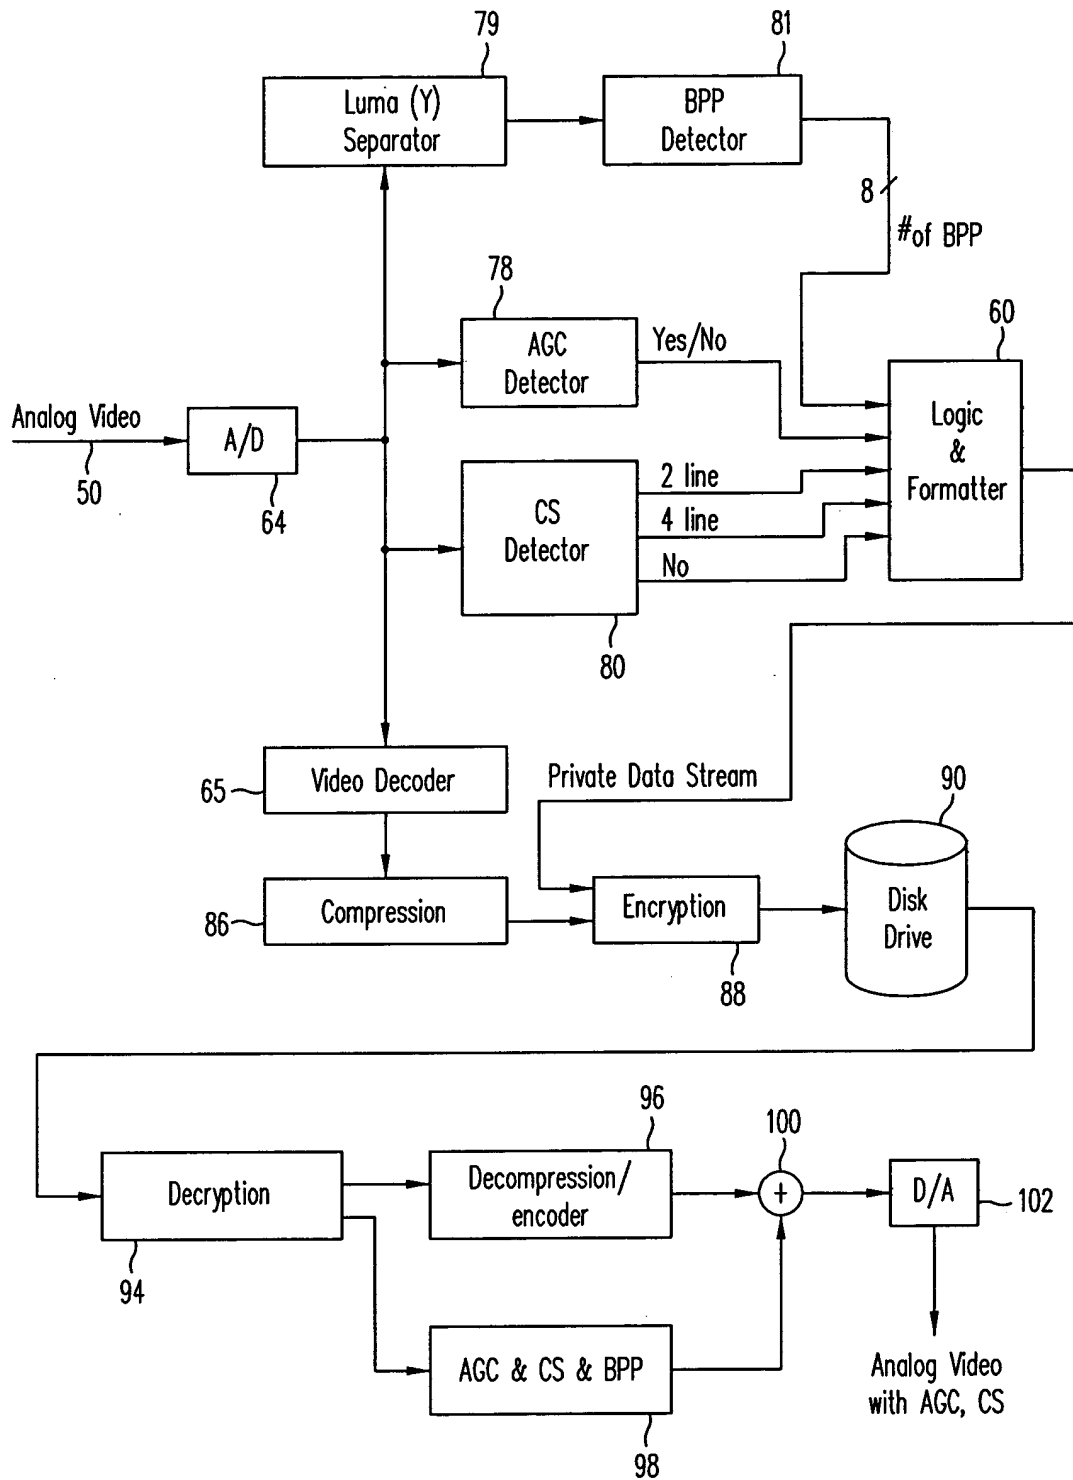 79
81
Luma (Y)
Separator
BPP
Detector
8
#of BPP
78
60
AGC
Detector
Yes/No
Analog Video
A/D
50
64
Logic
&
Formatter
CS
Detector
2 line
4 line
No
80
Video Decoder
65
Private Data Stream
90
Compression
86
Encryption
88
Disk
Drive
96
100
Decryption
94
Decompression/
encoder
+
D/A
102
AGC & CS & BPP
98
Analog Video
with AGC, CS